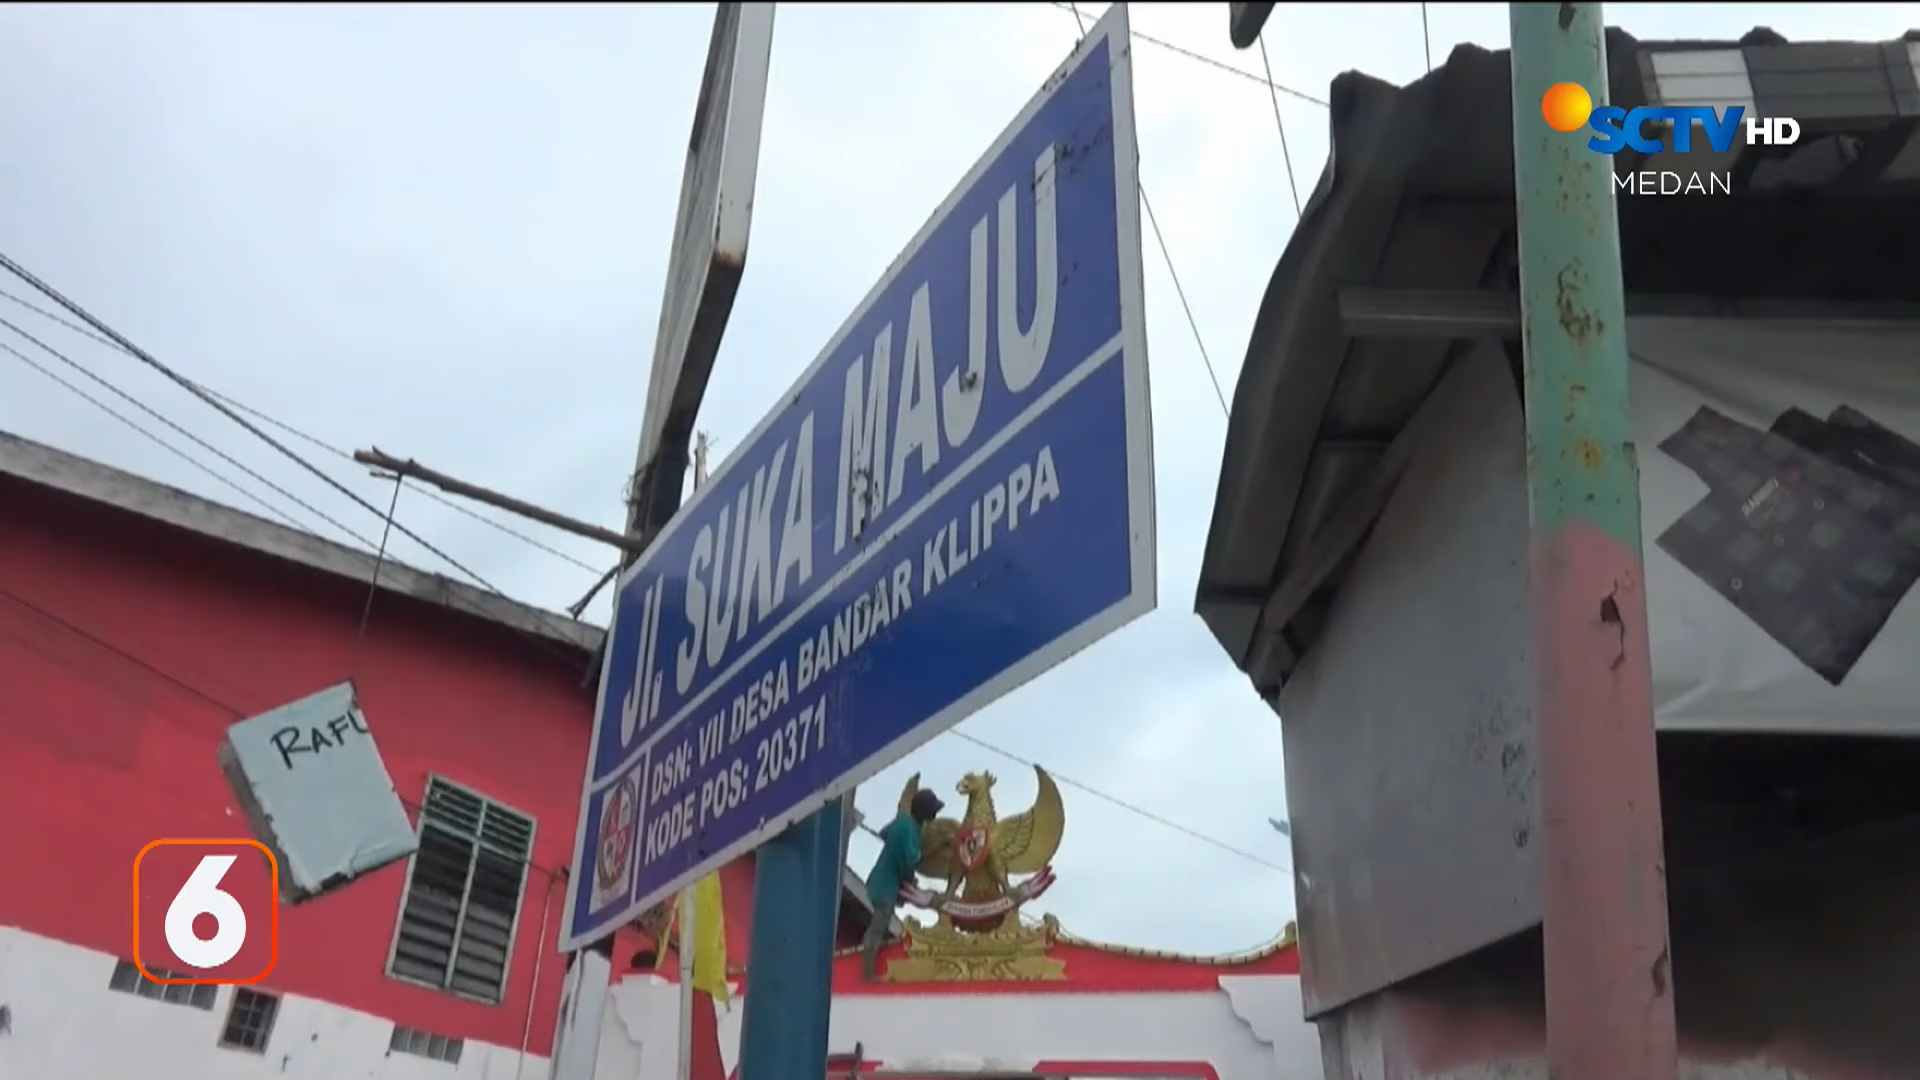 SCTV HD
MEDAN
Jl. SUKA MAJU
DSN: VII DESA BANDAR KLIPPA
KODE POS: 20371
RAFL
6